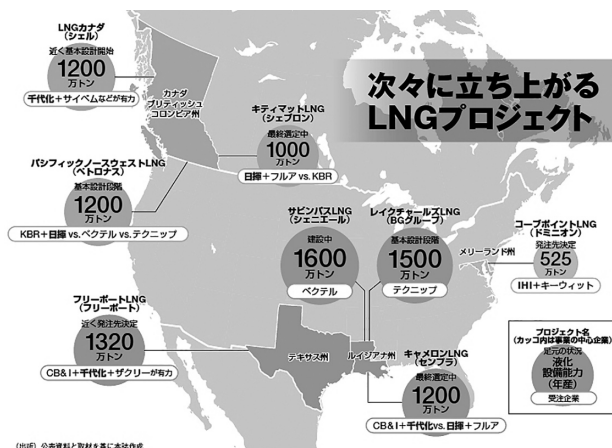 次々に立ち上がる
LNGプロジェクト
LNGカナダ
(シェル)
近く基本設計開始
1200
万トン
千代化+サイペムなどが有力
カナダ
ブリティッシュ
コロンビア州
キティマットLNG
(シェブロン)
最終選定中
1000
万トン
日揮+フルア vs. KBR
パシフィックノースウェストLNG
(ペトロナス)
基本設計段階
1200
万トン
KBR+日揮 vs. ベクテル vs. テクニップ
サビンパスLNG
(シェニエール)
建設中
1600
万トン
ベクテル
レイクチャールズLNG
(BGグループ)
基本設計段階
1500
万トン
テクニップ
コーブポイントLNG
(ドミニオン)
発注先決定
525
万トン
IHI+キーウィット
メリーランド州
フリーポートLNG
(フリーポート)
近く発注先決定
1320
万トン
CB&I+千代化+ザクリーが有力
テキサス州
ルイジアナ州
キャメロンLNG
(センプラ)
最終選定中
1200
万トン
CB&I+千代化vs.日揮+フルア
プロジェクト名
(カッコ内は事業の中心企業)
足元の状況
液化
設備能力
(年産)
受注企業
(出所)公表資料と取材を基に本誌作成